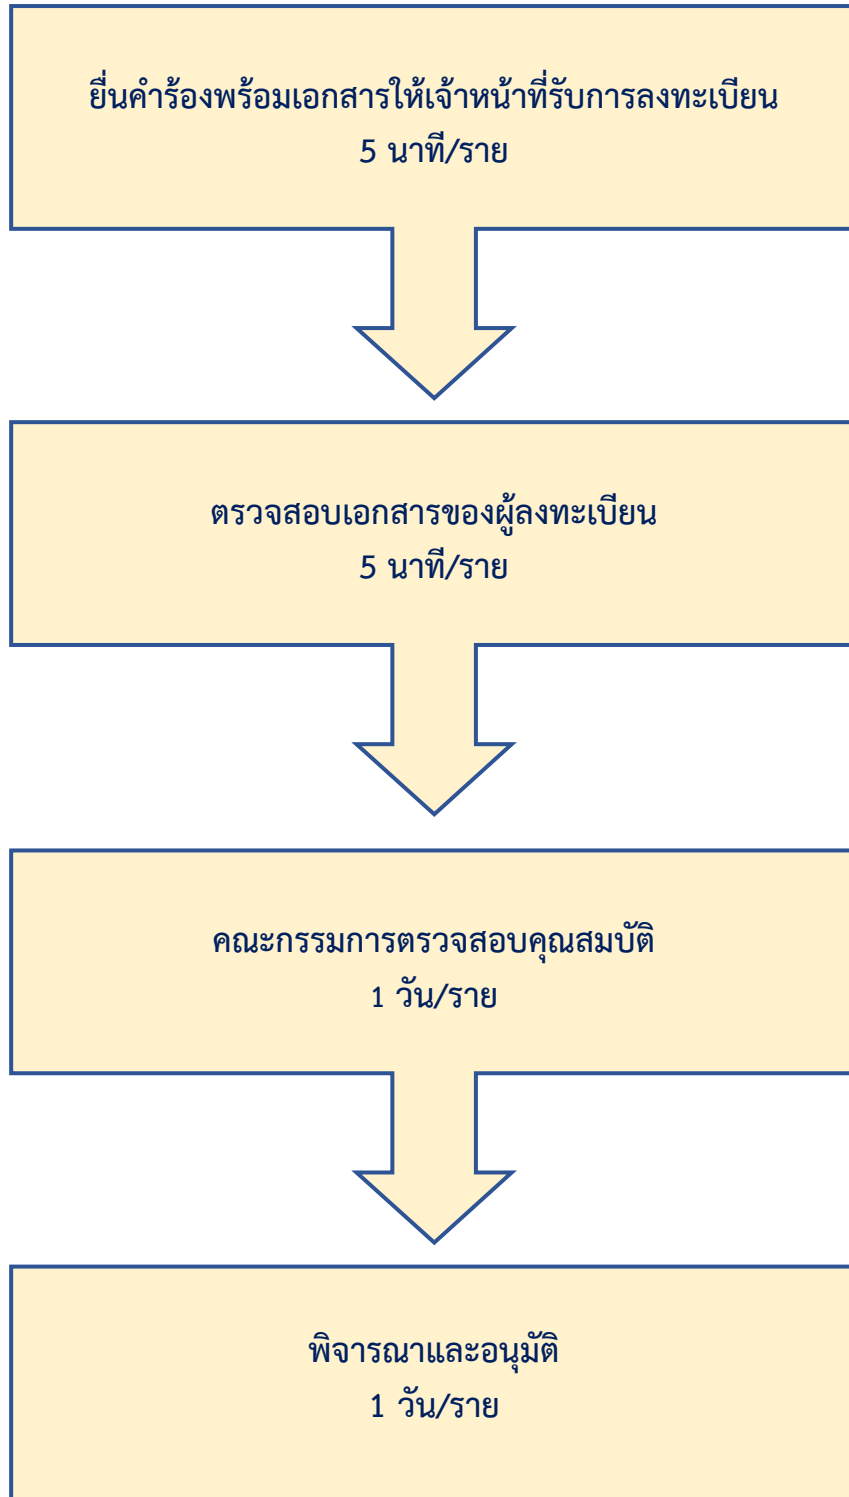 ยื่นคำร้องพร้อมเอกสารให้เจ้าหน้าที่รับการลงทะเบียน
5 นาที/ราย
ตรวจสอบเอกสารของผู้ลงทะเบียน
5 นาที/ราย
คณะกรรมการตรวจสอบคุณสมบัติ
1 วัน/ราย
พิจารณาและอนุมัติ
1 วัน/ราย